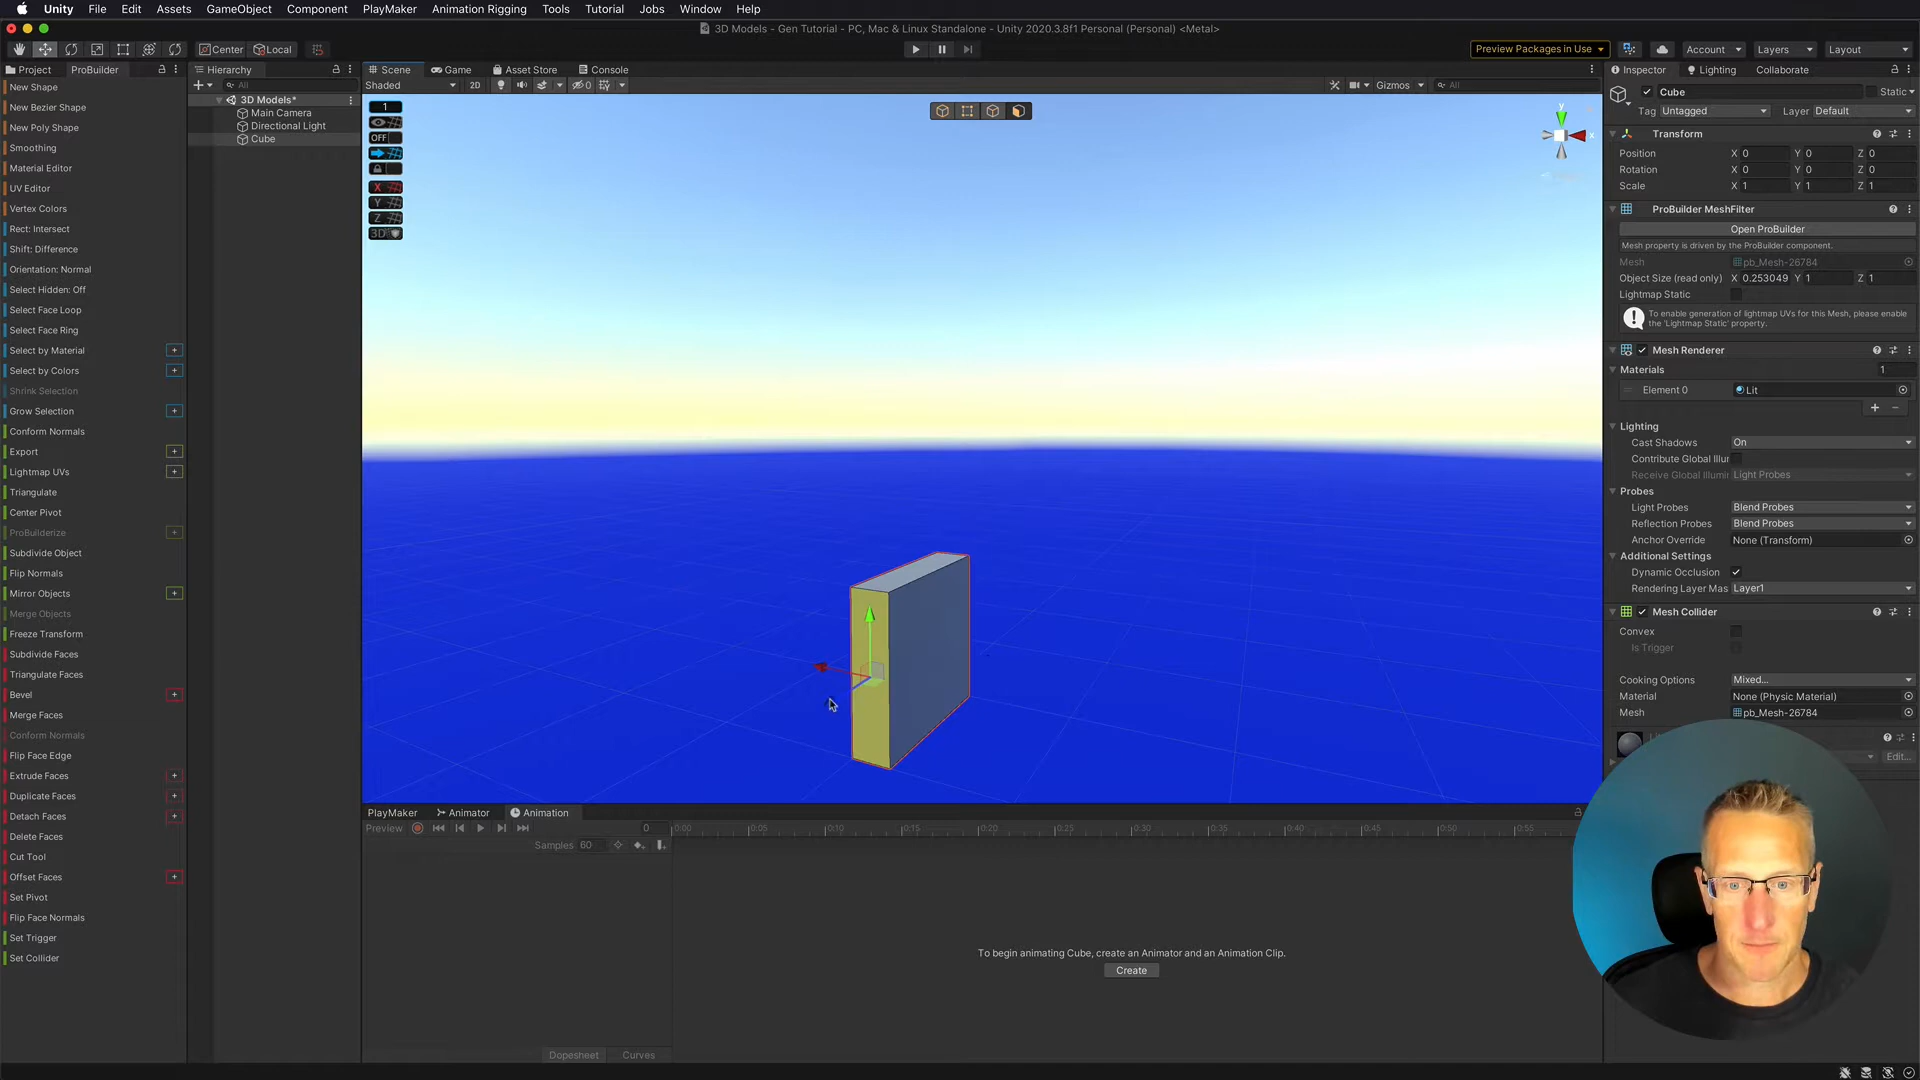 Unity File Edit Assets GameObject Component PlayMaker Animation Rigging Tools Tutorial Jobs Window Help
3D Models - Gen Tutorial - PC, Mac & Linux Standalone - Unity 2020.3.8f1 Personal (Personal) <Metal>
Center Local Preview Packages in Use Account Layers Layout
Project ProBuilder Hierarchy Scene Game Asset Store Console Inspector Lighting Collaborate
New Shape
New Bezier Shape
New Poly Shape
Smoothing
Material Editor
UV Editor
Vertex Colors
Rect: Intersect
Shift: Difference
Orientation: Normal
Select Hidden: Off
Select Face Loop
Select Face Ring
Select by Material
Select by Colors
Shrink Selection
Grow Selection
Conform Normals
Export
Lightmap UVs
Triangulate
Center Pivot
ProBuilderize
Subdivide Object
Flip Normals
Mirror Objects
Merge Objects
Freeze Transform
Subdivide Faces
Triangulate Faces
Bevel
Merge Faces
Conform Normals
Flip Face Edge
Extrude Faces
Duplicate Faces
Detach Faces
Delete Faces
Cut Tool
Offset Faces
Set Pivot
Flip Face Normals
Set Trigger
Set Collider
All
3D Models*
Main Camera
Directional Light
Cube
Shaded 2D 0 Gizmos All
1
OFF
X
Y
Z
3D
y
x
PlayMaker Animator Animation
Preview 0 0:00 0:05 0:10 0:15 0:20 0:25 0:30 0:35 0:40 0:45 0:50 0:55
Samples 60
To begin animating Cube, create an Animator and an Animation Clip.
Create
Dopesheet Curves
Cube Static
Tag Untagged Layer Default
Transform
Position X 0 Y 0 Z 0
Rotation X 0 Y 0 Z 0
Scale X 1 Y 1 Z 1
ProBuilder MeshFilter
Open ProBuilder
Mesh property is driven by the ProBuilder component.
Mesh pb_Mesh-26784
Object Size (read only) X 0.253049 Y 1 Z 1
Lightmap Static
To enable generation of lightmap UVs for this Mesh, please enable
the 'Lightmap Static' property.
Mesh Renderer
Materials 1
Element 0 Lit
Lighting
Cast Shadows On
Contribute Global Illur
Receive Global Illumin Light Probes
Probes
Light Probes Blend Probes
Reflection Probes Blend Probes
Anchor Override None (Transform)
Additional Settings
Dynamic Occlusion
Rendering Layer Mas Layer1
Mesh Collider
Convex
Is Trigger
Cooking Options Mixed...
Material None (Physic Material)
Mesh pb_Mesh-26784
Edit...